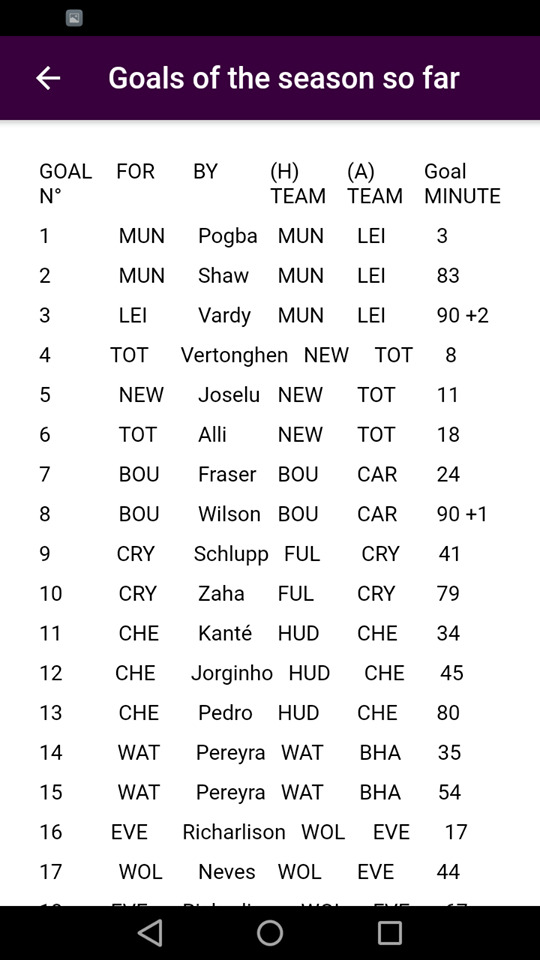 Goals of the season so far
GOAL N° FOR BY (H) TEAM (A) TEAM Goal MINUTE
1 MUN Pogba MUN LEI 3
2 MUN Shaw MUN LEI 83
3 LEI Vardy MUN LEI 90 +2
4 TOT Vertonghen NEW TOT 8
5 NEW Joselu NEW TOT 11
6 TOT Alli NEW TOT 18
7 BOU Fraser BOU CAR 24
8 BOU Wilson BOU CAR 90 +1
9 CRY Schlupp FUL CRY 41
10 CRY Zaha FUL CRY 79
11 CHE Kanté HUD CHE 34
12 CHE Jorginho HUD CHE 45
13 CHE Pedro HUD CHE 80
14 WAT Pereyra WAT BHA 35
15 WAT Pereyra WAT BHA 54
16 EVE Richarlison WOL EVE 17
17 WOL Neves WOL EVE 44